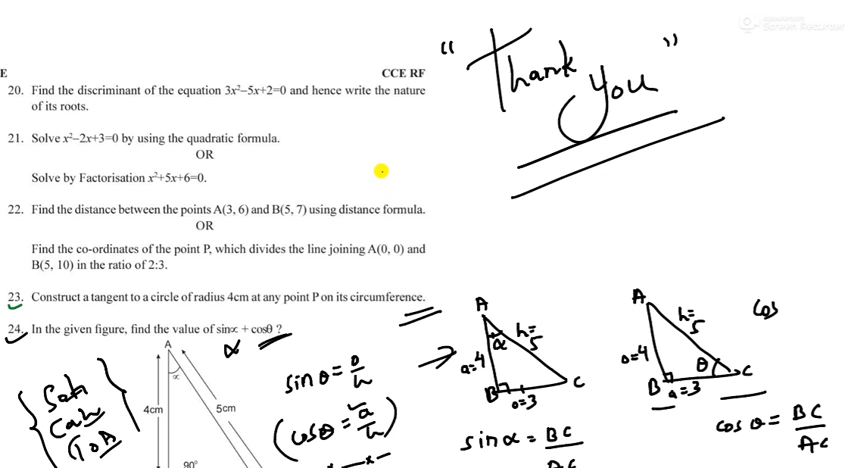 E CCE RF
20. Find the discriminant of the equation 3x²–5x+2=0 and hence write the nature
of its roots.
21. Solve x²–2x+3=0 by using the quadratic formula.
OR
Solve by Factorisation x²+5x+6=0.
22. Find the distance between the points A(3, 6) and B(5, 7) using distance formula.
OR
Find the co-ordinates of the point P, which divides the line joining A(0, 0) and
B(5, 10) in the ratio of 2:3.
23. Construct a tangent to a circle of radius 4cm at any point P on its circumference.
24. In the given figure, find the value of sin∝ + cosθ ?
A
∝
4cm
5cm
90°
∝
Soh
Cah
ToA
sin θ = o/h
(cos θ = a/h)
"Thank
You"
A
α
h=5
a=4
B
o=3
C
sin α = BC/AC
A
h=5
o=4
B
a=3
θ
C
cos
cos θ = BC/AC